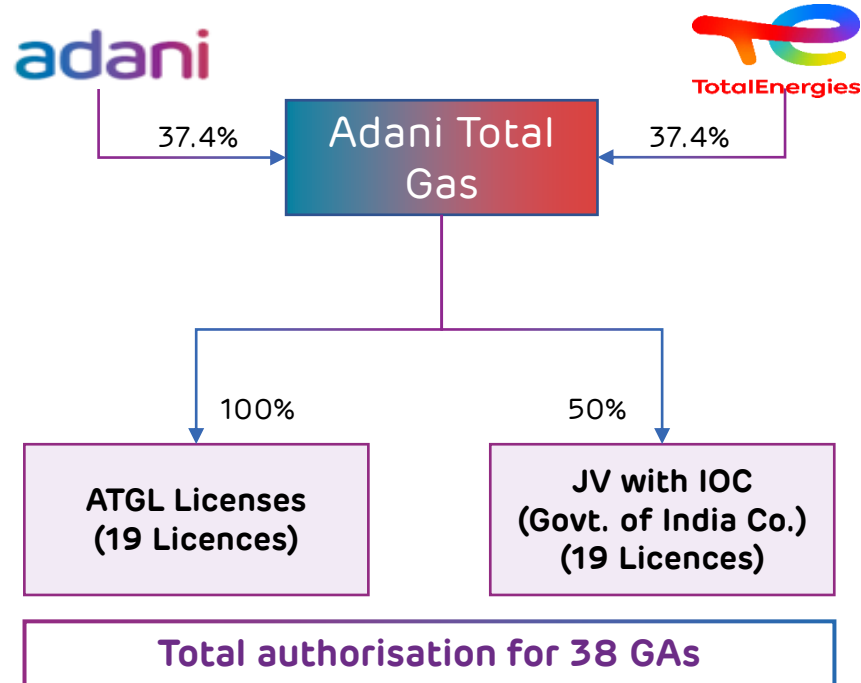 adani
TotalEnergies
37.4%
Adani Total
Gas
37.4%
100%
50%
ATGL Licenses
(19 Licences)
JV with IOC
(Govt. of India Co.)
(19 Licences)
Total authorisation for 38 GAs